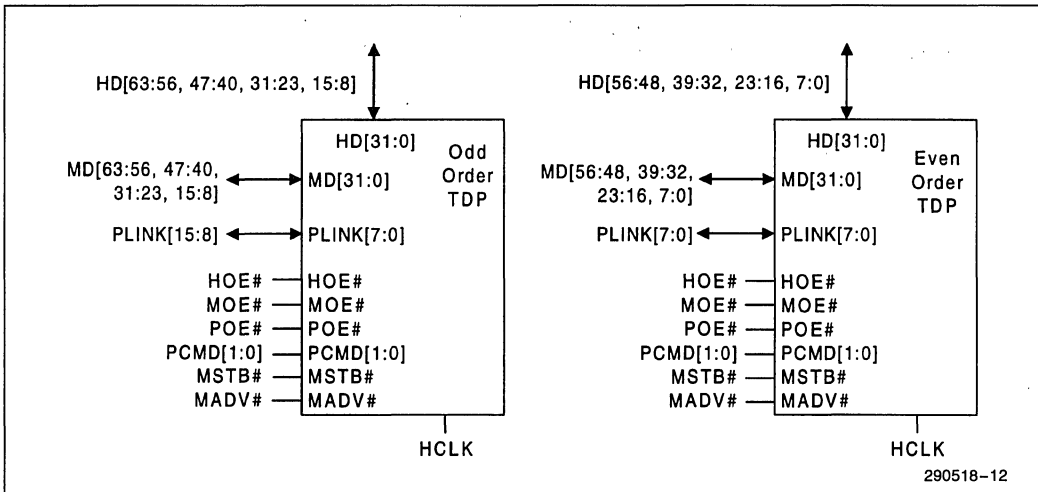 HD[63:56, 47:40, 31:23, 15:8]
HD[31:0]
Odd
Order
TDP
MD[63:56, 47:40,
31:23, 15:8]
MD[31:0]
PLINK[15:8]
PLINK[7:0]
HOE# HOE#
MOE# MOE#
POE# POE#
PCMD[1:0] PCMD[1:0]
MSTB# MSTB#
MADV# MADV#
HCLK
HD[56:48, 39:32, 23:16, 7:0]
HD[31:0]
Even
Order
TDP
MD[56:48, 39:32,
23:16, 7:0]
MD[31:0]
PLINK[7:0]
PLINK[7:0]
HOE# HOE#
MOE# MOE#
POE# POE#
PCMD[1:0] PCMD[1:0]
MSTB# MSTB#
MADV# MADV#
HCLK
290518–12